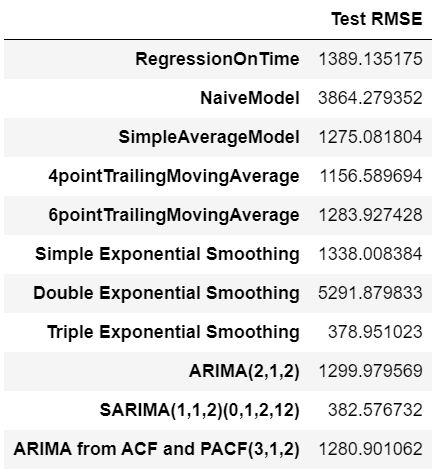 Test RMSE
RegressionOnTime 1389.135175
NaiveModel 3864.279352
SimpleAverageModel 1275.081804
4pointTrailingMovingAverage 1156.589694
6pointTrailingMovingAverage 1283.927428
Simple Exponential Smoothing 1338.008384
Double Exponential Smoothing 5291.879833
Triple Exponential Smoothing 378.951023
ARIMA(2,1,2) 1299.979569
SARIMA(1,1,2)(0,1,2,12) 382.576732
ARIMA from ACF and PACF(3,1,2) 1280.901062